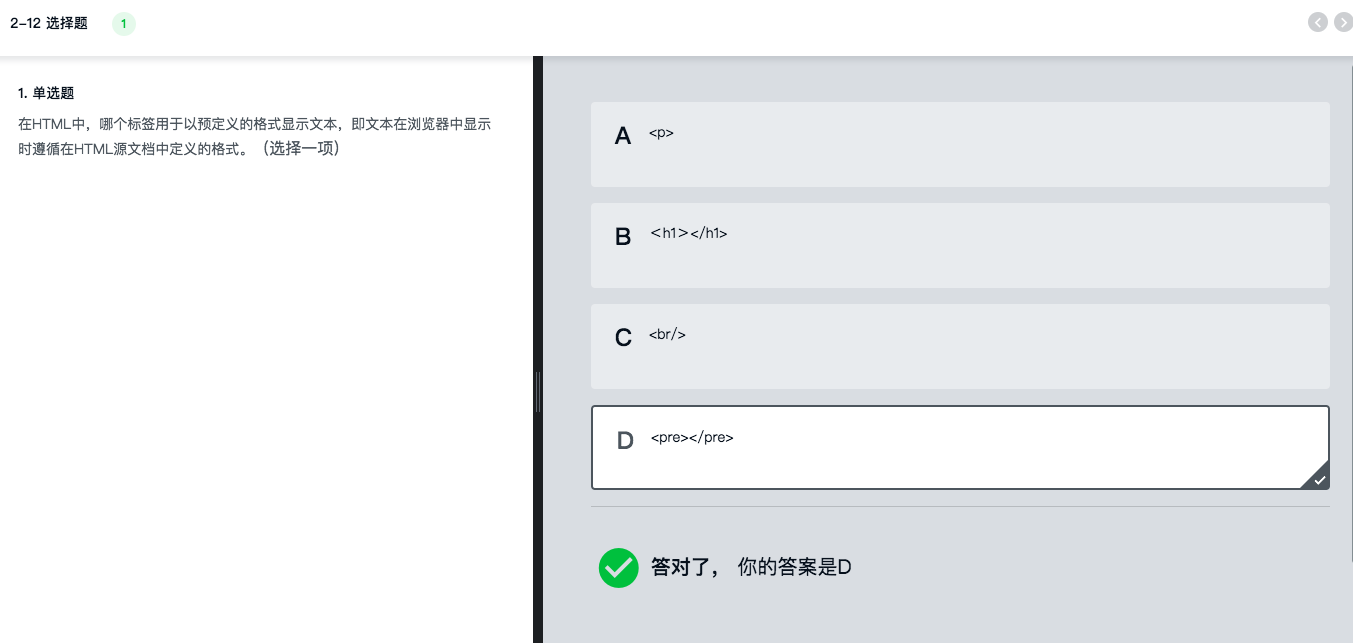 2-12 选择题 1
1. 单选题
在HTML中，哪个标签用于以预定义的格式显示文本，即文本在浏览器中显示
时遵循在HTML源文档中定义的格式。（选择一项）
A <p>
B ＜h1＞</h1>
C <br/>
D <pre></pre>
答对了， 你的答案是D